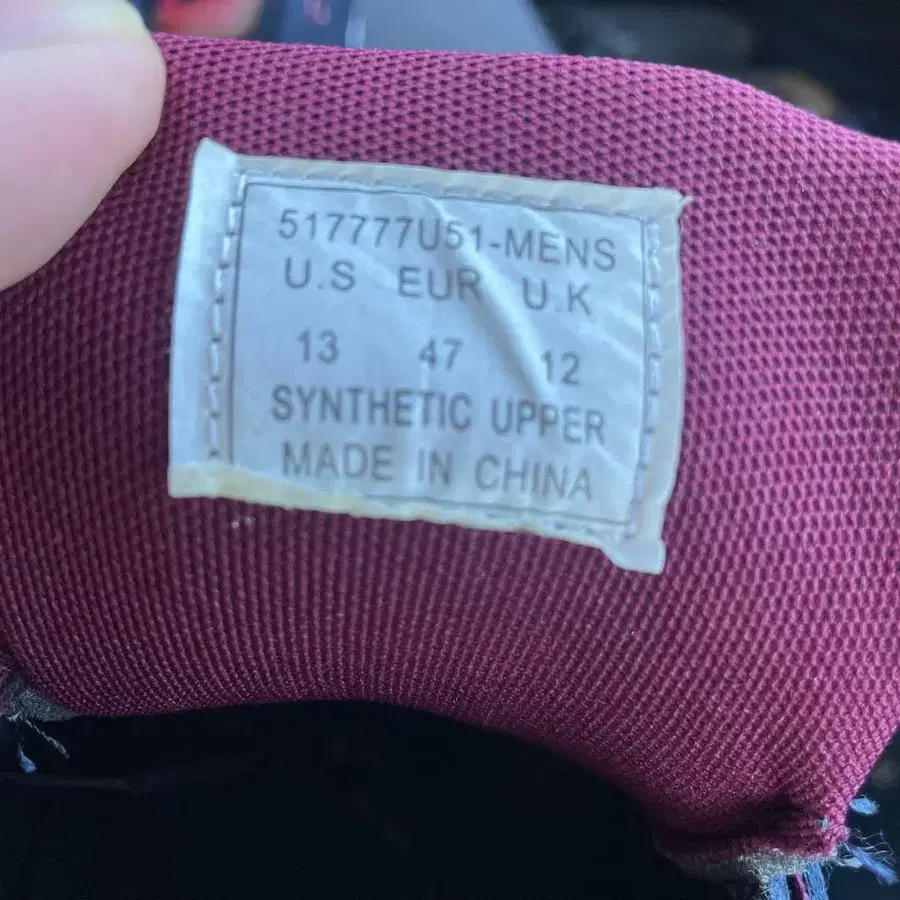 517777U51-MENS
U.S EUR U.K
13 47 12
SYNTHETIC UPPER
MADE IN CHINA